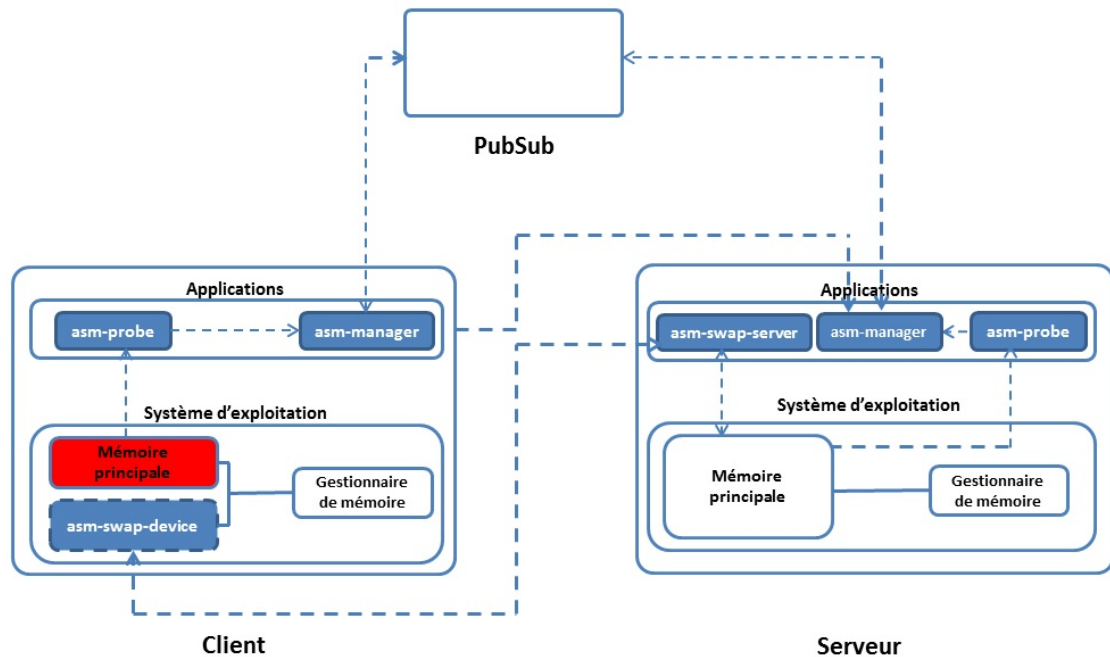 PubSub
Applications
asm-probe
asm-manager
Système d'exploitation
Mémoire
principale
asm-swap-device
Gestionnaire
de mémoire
Client
Applications
asm-swap-server
asm-manager
asm-probe
Système d'exploitation
Mémoire
principale
Gestionnaire
de mémoire
Serveur